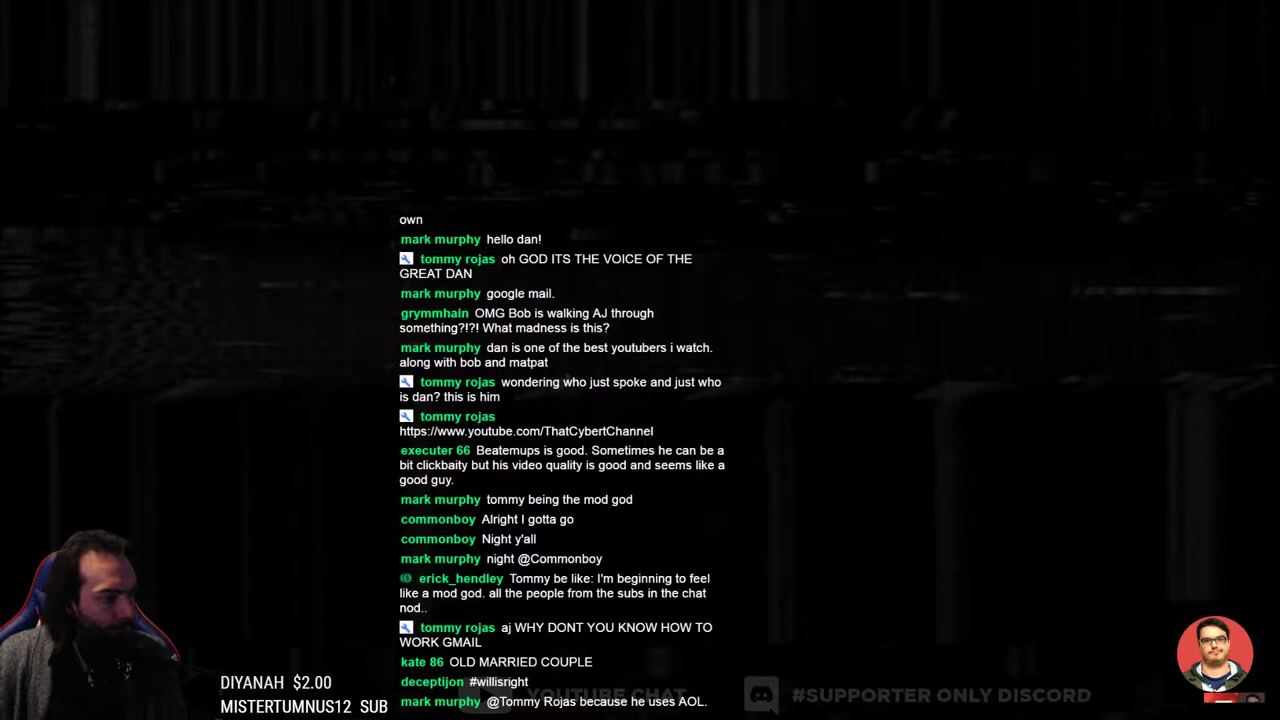 own
mark murphy hello dan!
tommy rojas oh GOD ITS THE VOICE OF THE
GREAT DAN
mark murphy google mail.
grymmhain OMG Bob is walking AJ through
something?!?! What madness is this?
mark murphy dan is one of the best youtubers i watch.
along with bob and matpat
tommy rojas wondering who just spoke and just who
is dan? this is him
tommy rojas
https://www.youtube.com/ThatCybertChannel
executer 66 Beatemups is good. Sometimes he can be a
bit clickbaity but his video quality is good and seems like a
good guy.
mark murphy tommy being the mod god
commonboy Alright I gotta go
commonboy Night y'all
mark murphy night @Commonboy
erick_hendley Tommy be like: I'm beginning to feel
like a mod god. all the people from the subs in the chat
nod..
tommy rojas aj WHY DONT YOU KNOW HOW TO
WORK GMAIL
kate 86 OLD MARRIED COUPLE
deceptijon #willisright
mark murphy @Tommy Rojas because he uses AOL.
YOUTUBE CHAT
#SUPPORTER ONLY DISCORD
DIYANAH $2.00
MISTERTUMNUS12 SUB